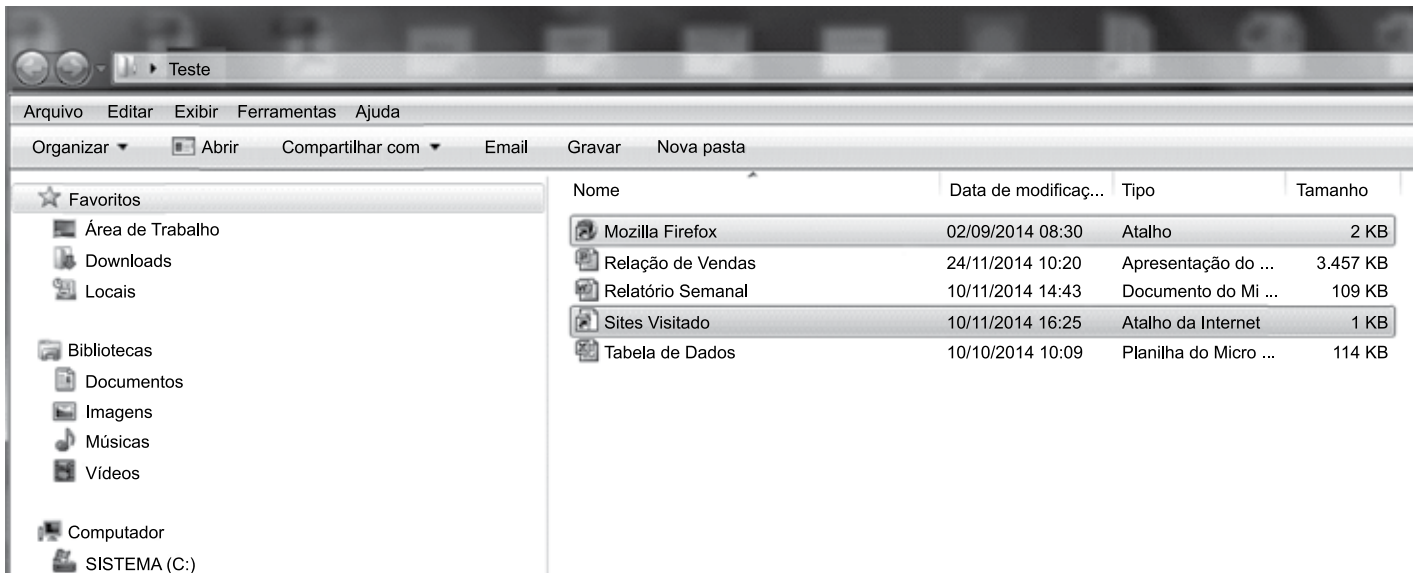 Teste
Arquivo Editar Exibir Ferramentas Ajuda
Organizar Abrir Compartilhar com Email Gravar Nova pasta
Favoritos
Área de Trabalho
Downloads
Locais
Bibliotecas
Documentos
Imagens
Músicas
Vídeos
Computador
SISTEMA (C:)
Nome Data de modificaç... Tipo Tamanho
Mozilla Firefox 02/09/2014 08:30 Atalho 2 KB
Relação de Vendas 24/11/2014 10:20 Apresentação do ... 3.457 KB
Relatório Semanal 10/11/2014 14:43 Documento do Mi ... 109 KB
Sites Visitado 10/11/2014 16:25 Atalho da Internet 1 KB
Tabela de Dados 10/10/2014 10:09 Planilha do Micro ... 114 KB